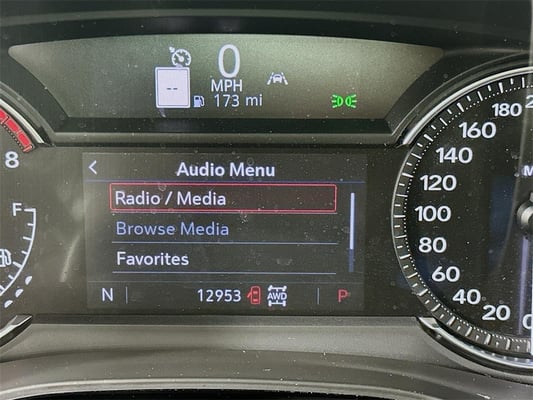 0
MPH
--
173 mi
< Audio Menu
Radio / Media
Browse Media
Favorites
N 12953 AWD P
8
F
180
160
140
120
100
80
60
40
20
0